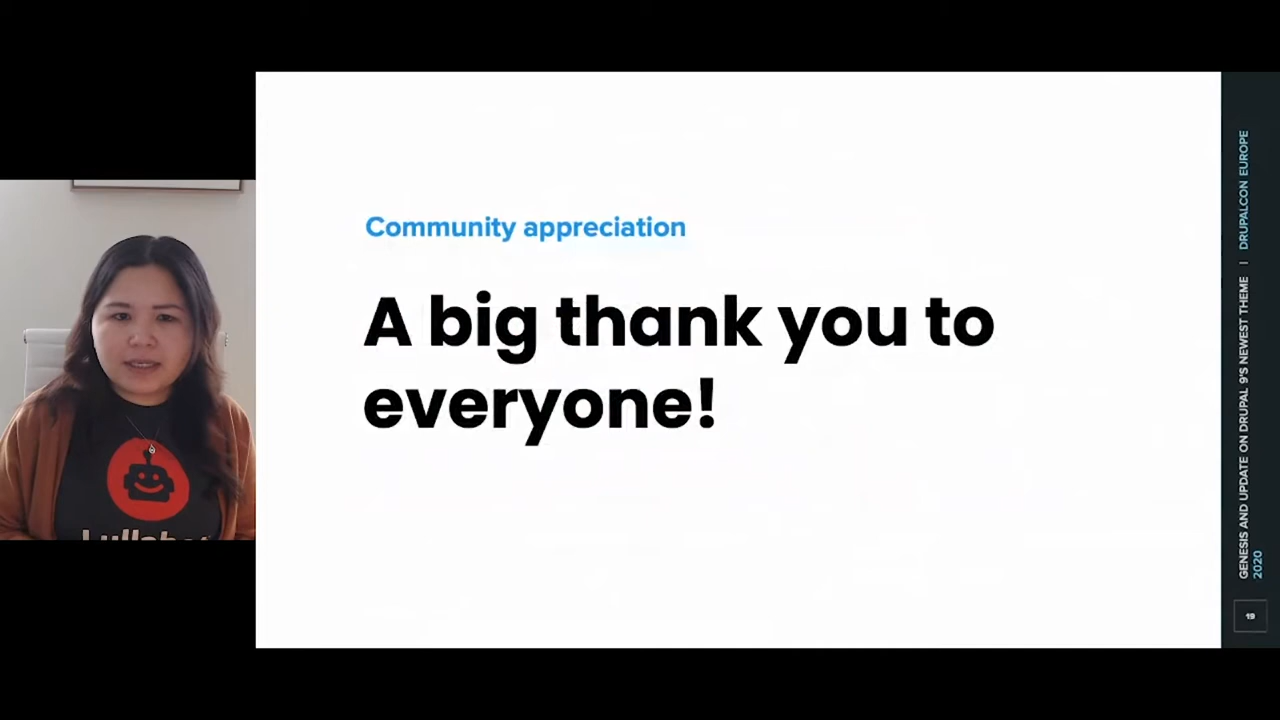 Community appreciation
A big thank you to
everyone!
GENESIS AND UPDATE ON DRUPAL 9'S NEWEST THEME | DRUPALCON EUROPE
2020
19